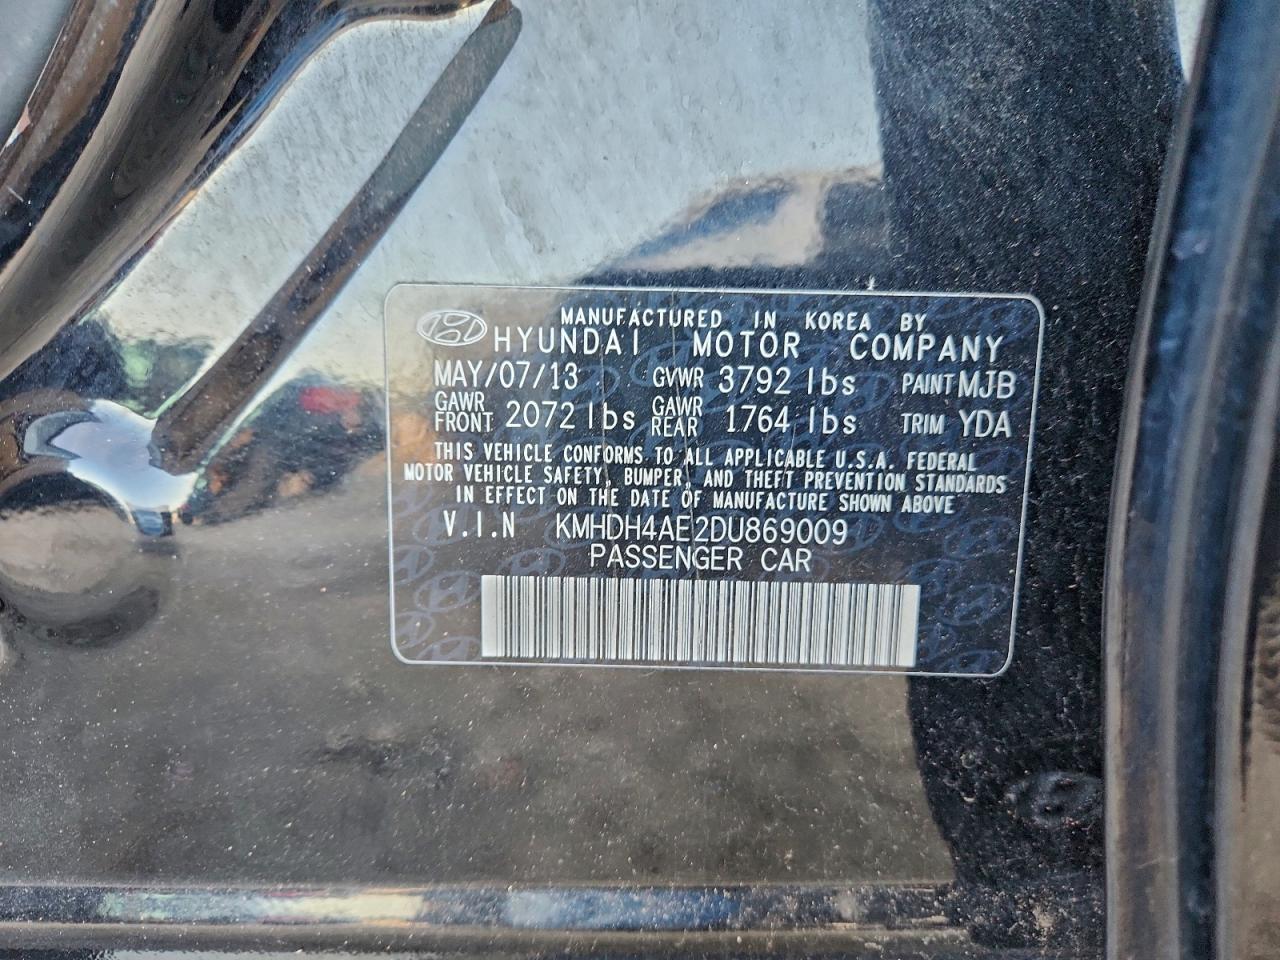 MANUFACTURED IN KOREA BY
HYUNDAI MOTOR COMPANY
MAY/07/13 GVWR 3792 lbs PAINT MJB
GAWR FRONT 2072 lbs GAWR REAR 1764 lbs TRIM YDA
THIS VEHICLE CONFORMS TO ALL APPLICABLE U.S.A. FEDERAL
MOTOR VEHICLE SAFETY, BUMPER, AND THEFT PREVENTION STANDARDS
IN EFFECT ON THE DATE OF MANUFACTURE SHOWN ABOVE
V.I.N KMHDH4AE2DU869009
PASSENGER CAR